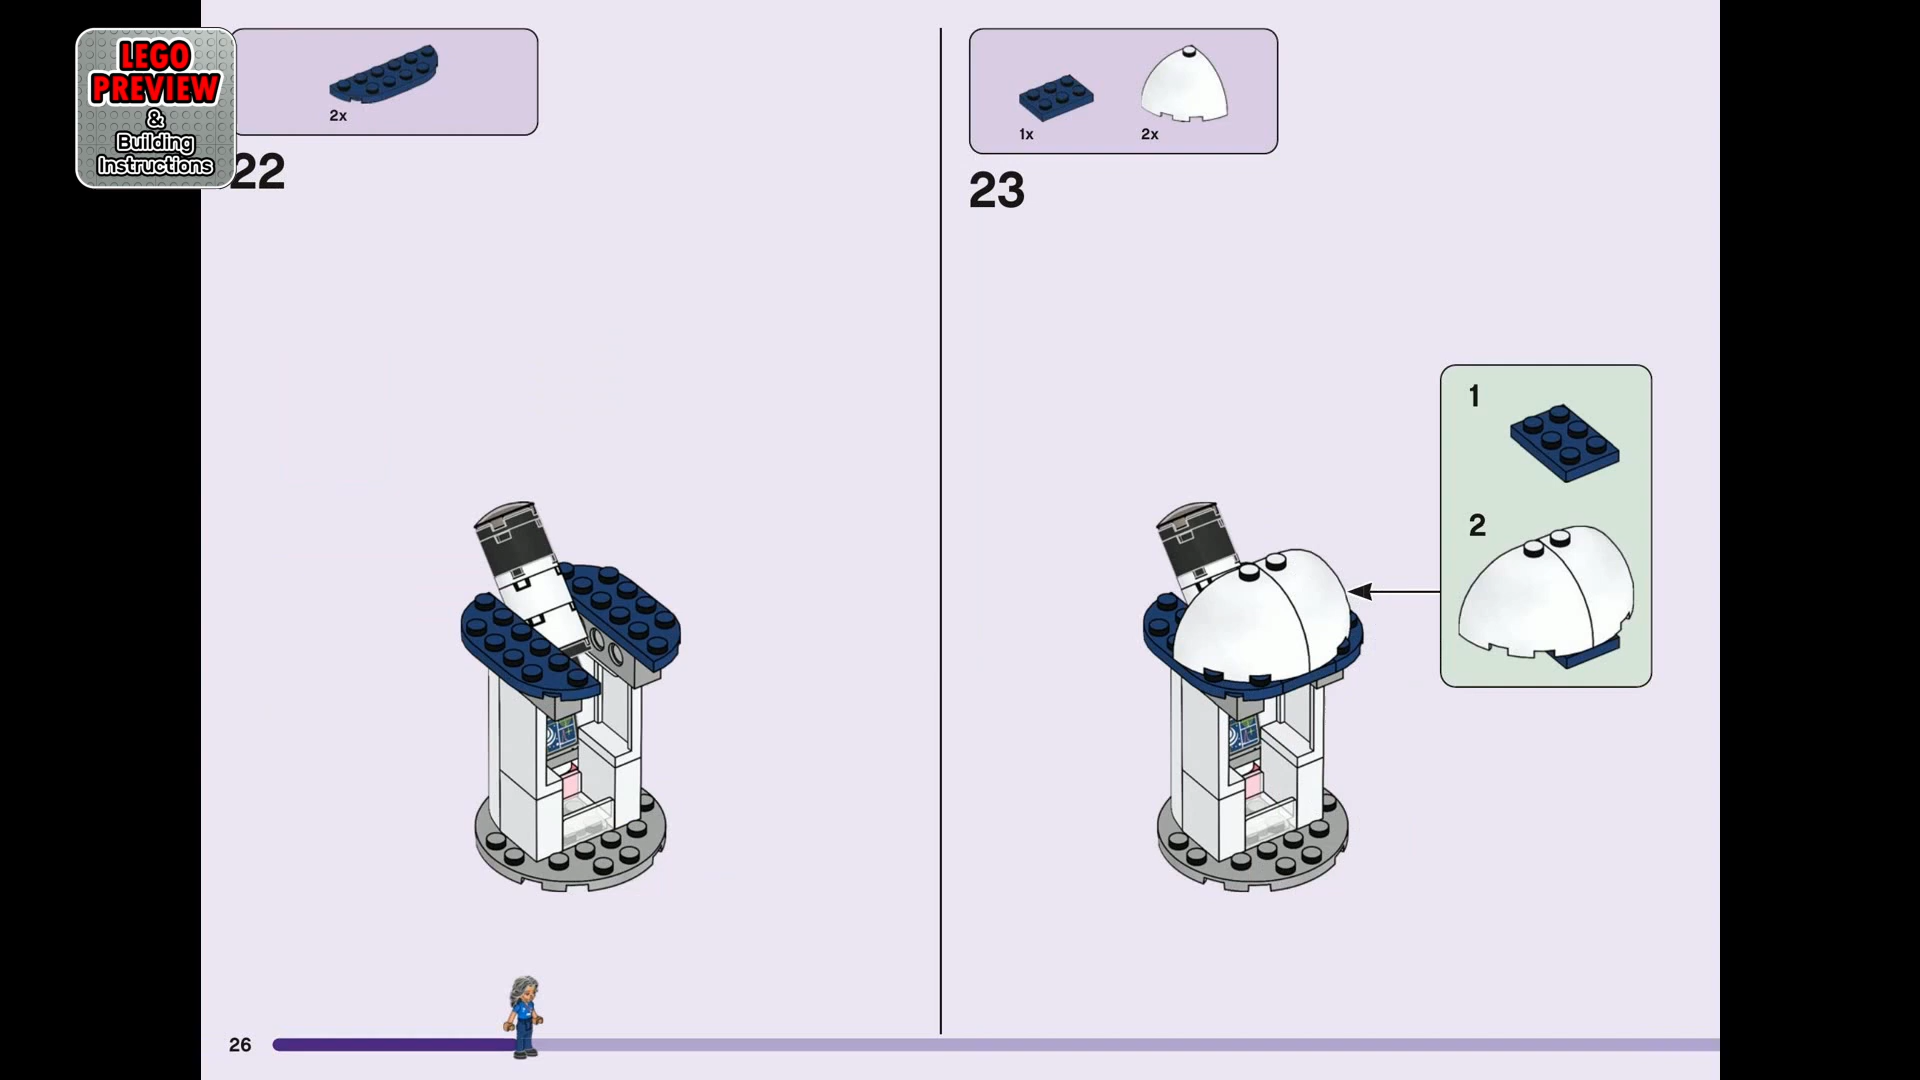 LEGO
PREVIEW
&
Building
Instructions
2x
22
1x
2x
23
1
2
26